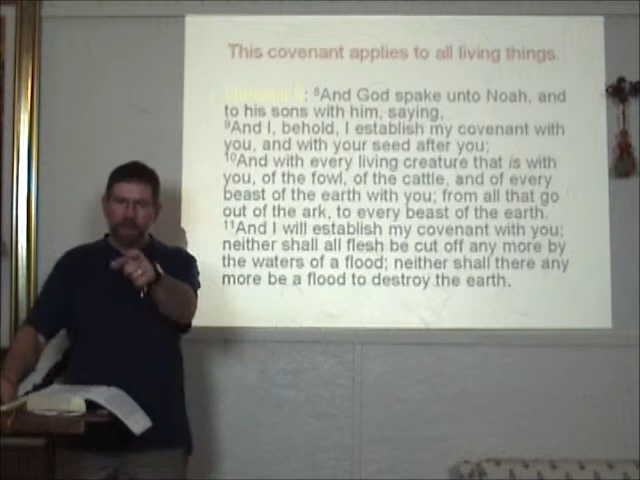 This covenant applies to all living things.
⁸And God spake unto Noah, and
to his sons with him, saying,
⁹And I, behold, I establish my covenant with
you, and with your seed after you;
¹⁰And with every living creature that is with
you, of the fowl, of the cattle, and of every
beast of the earth with you; from all that go
out of the ark, to every beast of the earth.
¹¹And I will establish my covenant with you;
neither shall all flesh be cut off any more by
the waters of a flood; neither shall there any
more be a flood to destroy the earth.